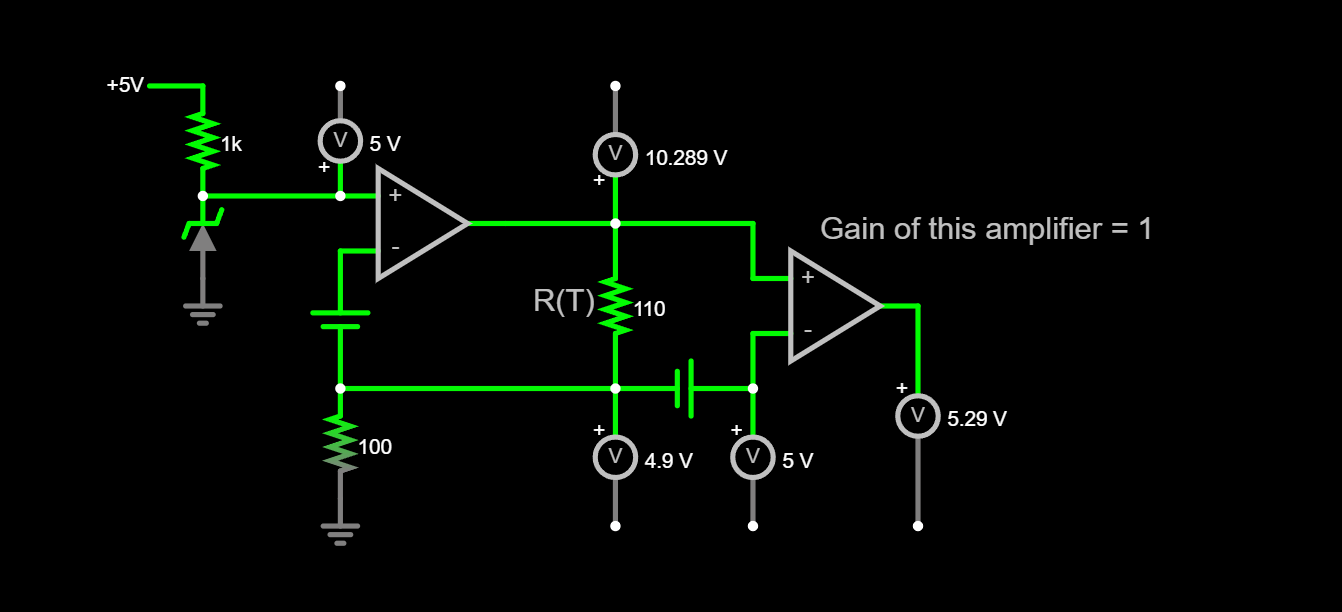 +5V
1k
V
5 V
+
+
-
V
10.289 V
+
Gain of this amplifier = 1
R(T)
110
+
-
100
+
V
4.9 V
+
V
5 V
+
V
5.29 V